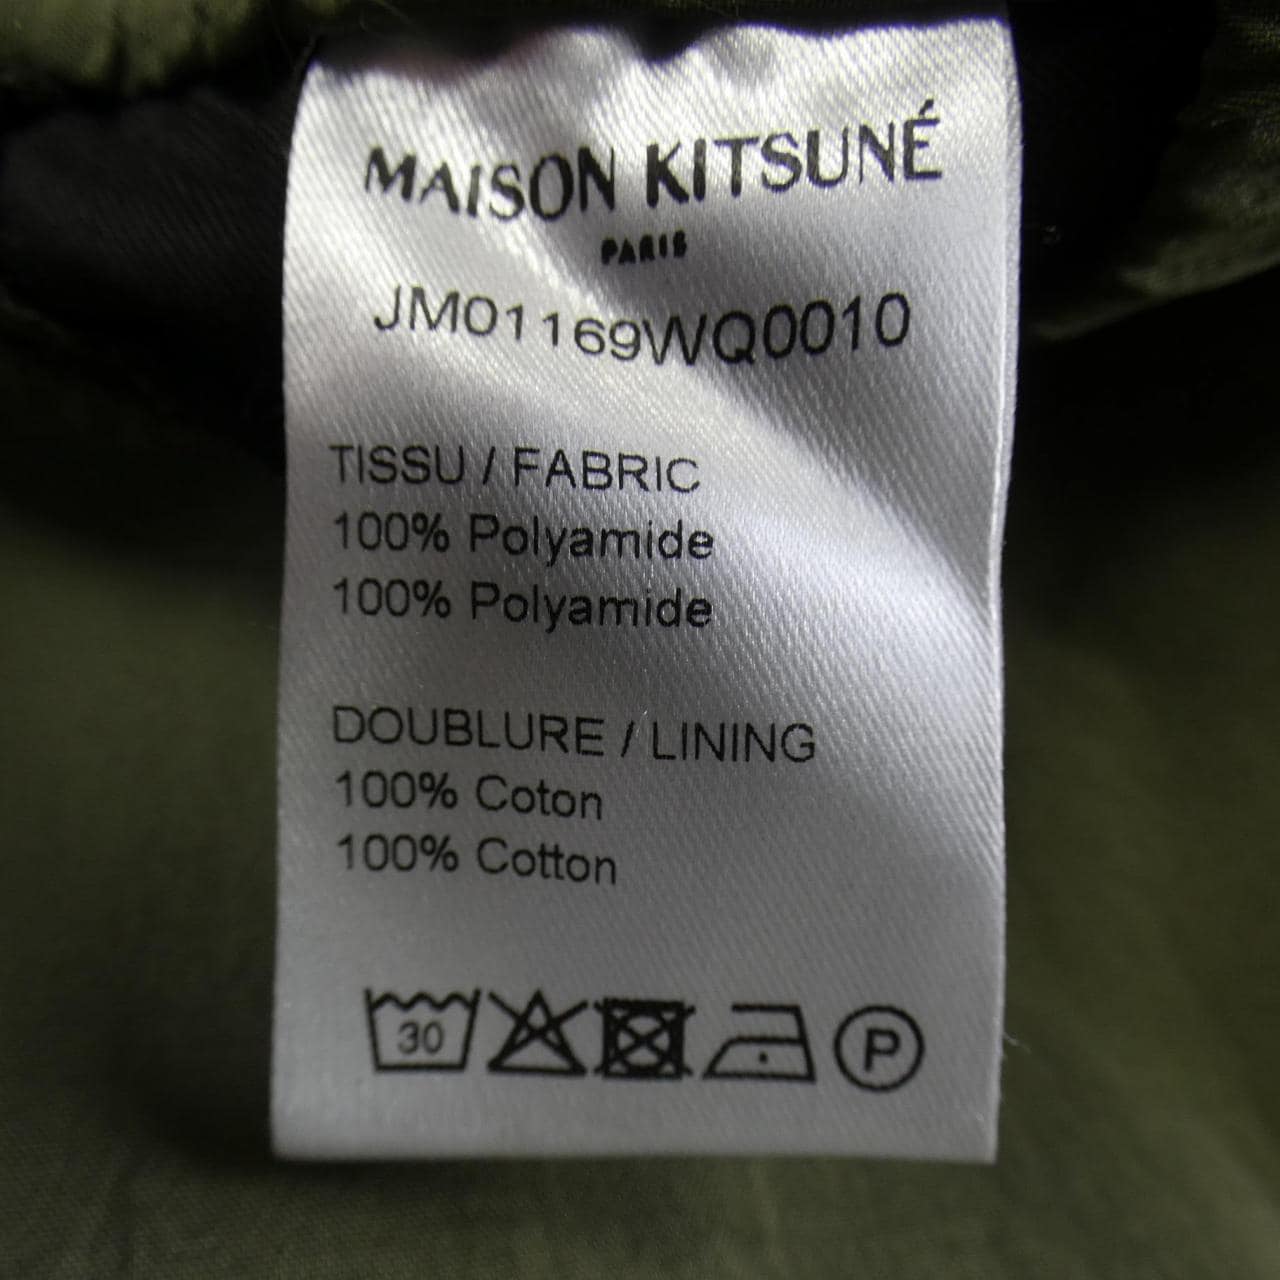 MAISON KITSUNÉ
PARIS
JM01169WQ0010
TISSU / FABRIC
100% Polyamide
100% Polyamide
DOUBLURE / LINING
100% Coton
100% Cotton
30
P